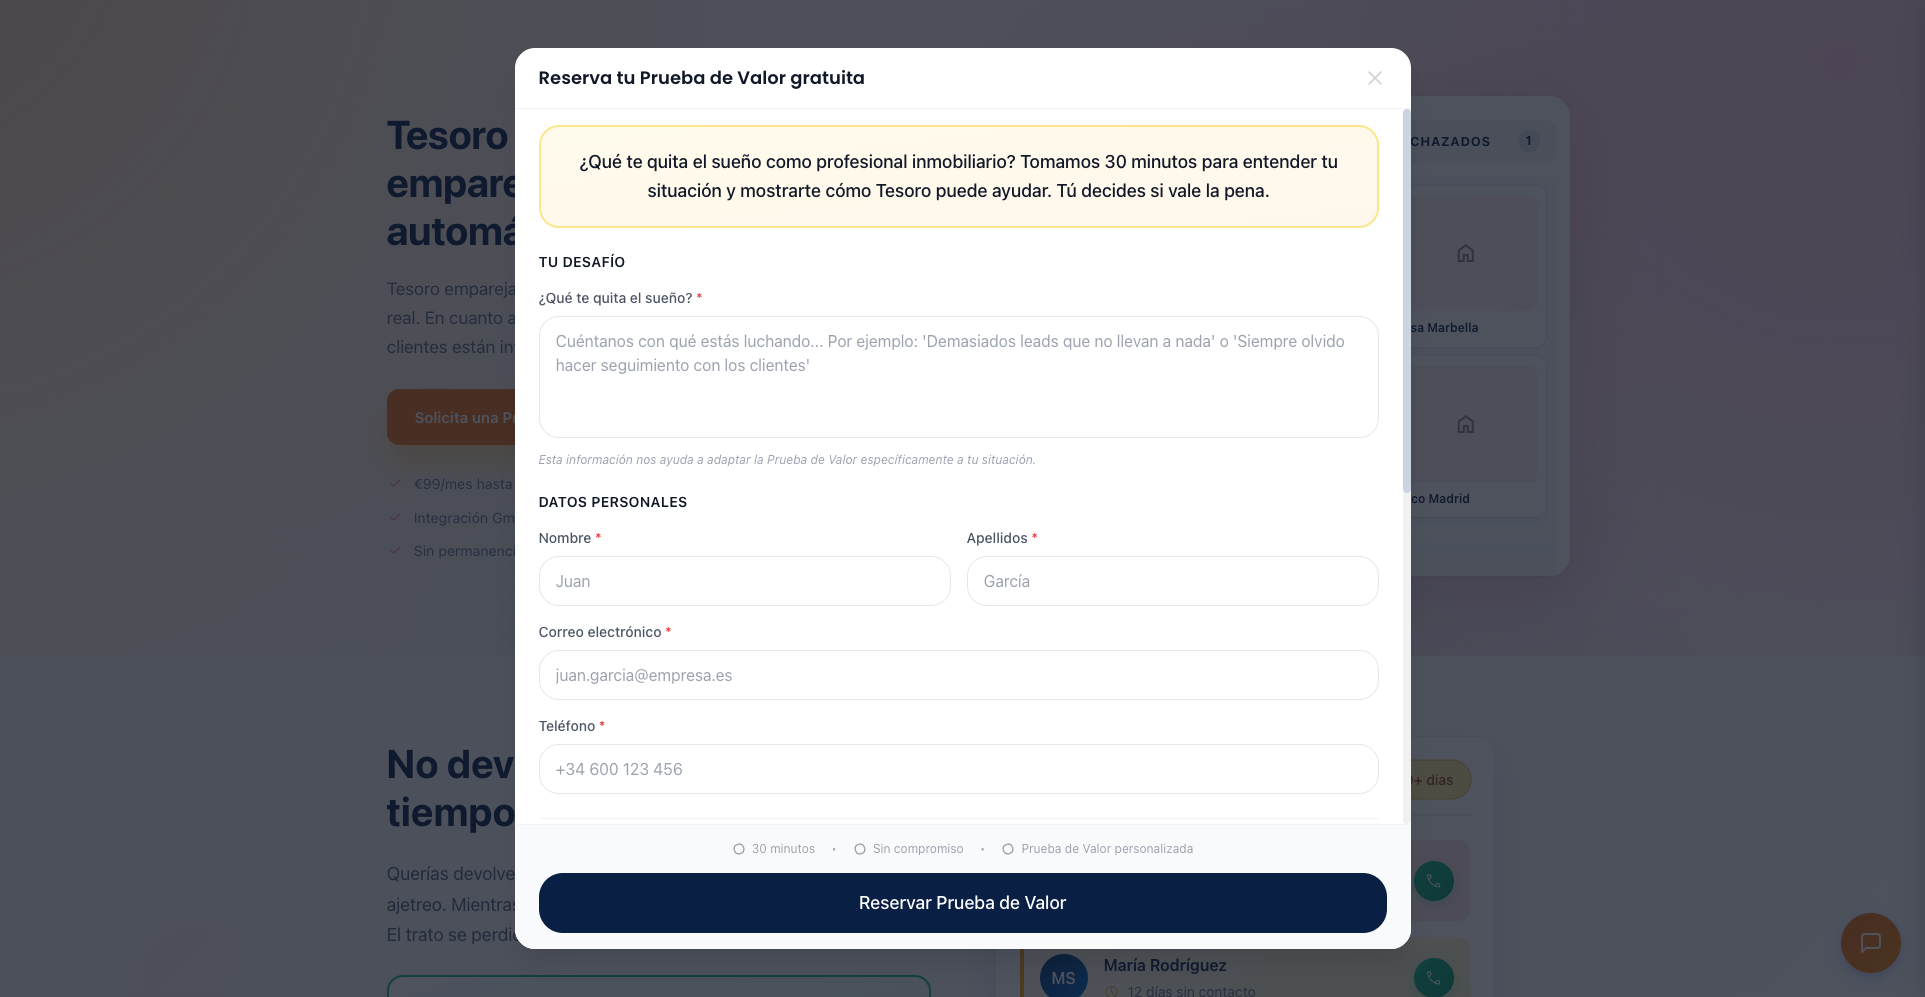 Reserva tu Prueba de Valor gratuita
¿Qué te quita el sueño como profesional inmobiliario? Tomamos 30 minutos para entender tu
situación y mostrarte cómo Tesoro puede ayudar. Tú decides si vale la pena.
TU DESAFÍO
¿Qué te quita el sueño? *
Cuéntanos con qué estás luchando... Por ejemplo: 'Demasiados leads que no llevan a nada' o 'Siempre olvido
hacer seguimiento con los clientes'
Esta información nos ayuda a adaptar la Prueba de Valor específicamente a tu situación.
DATOS PERSONALES
Nombre *
Apellidos *
Juan
García
Correo electrónico *
juan.garcia@empresa.es
Teléfono *
+34 600 123 456
30 minutos • Sin compromiso • Prueba de Valor personalizada
Reservar Prueba de Valor
Tesoro
empare
automá
Tesoro empareja
real. En cuanto a
clientes están in
Solicita una Pr
€99/mes hasta
Integración Gm
Sin permanenci
CHAZADOS 1
sa Marbella
co Madrid
No dev
tiempo
Querías devolve
ajetreo. Mientras
El trato se perdi
+ días
MS
María Rodríguez
12 días sin contacto